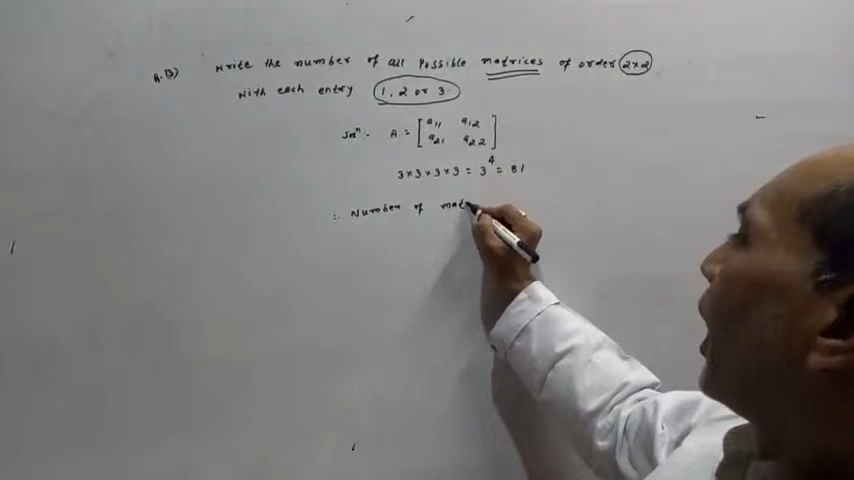 Q.13) Write the number of all possible matrices of order 2×2
with each entry 1, 2 or 3.
Solⁿ:- A = [ a11 a12
a21 a22 ]
3×3×3×3 = 3⁴ = 81
∴ Number of mat